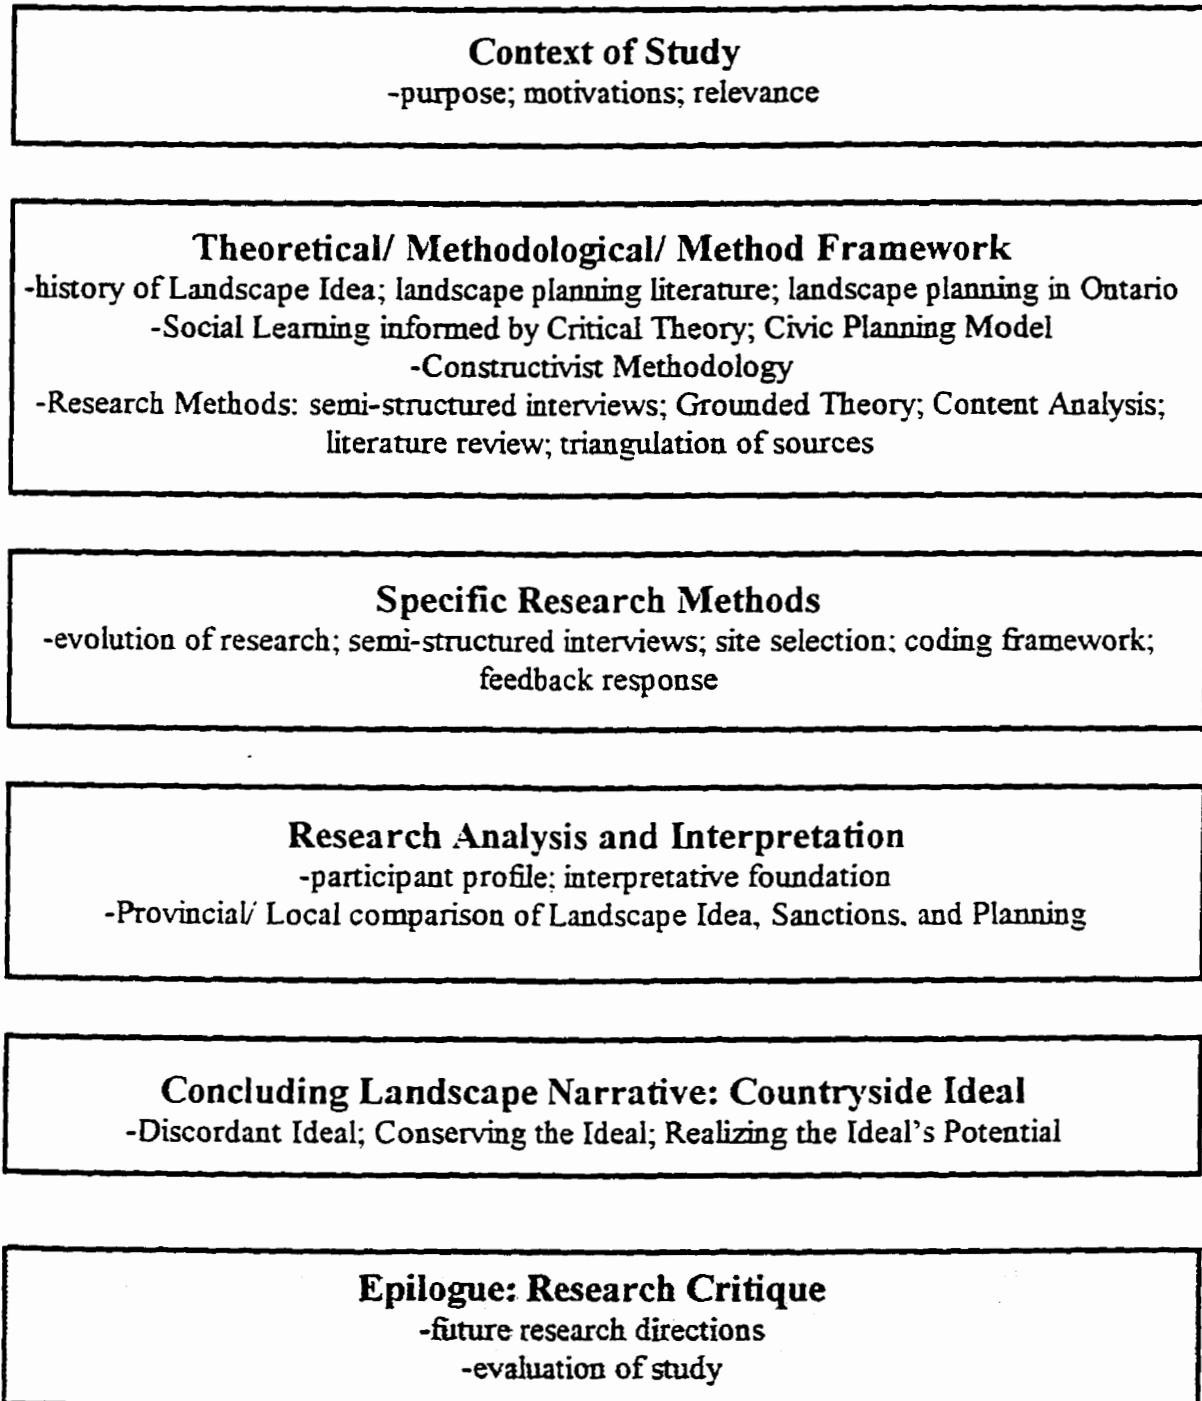 Context of Study
-purpose; motivations; relevance
Theoretical/ Methodological/ Method Framework
-history of Landscape Idea; landscape planning literature; landscape planning in Ontario
-Social Learning informed by Critical Theory; Civic Planning Model
-Constructivist Methodology
-Research Methods: semi-structured interviews; Grounded Theory; Content Analysis;
literature review; triangulation of sources
Specific Research Methods
-evolution of research; semi-structured interviews; site selection; coding framework;
feedback response
Research Analysis and Interpretation
-participant profile; interpretative foundation
-Provincial/ Local comparison of Landscape Idea, Sanctions, and Planning
Concluding Landscape Narrative: Countryside Ideal
-Discordant Ideal; Conserving the Ideal; Realizing the Ideal's Potential
Epilogue: Research Critique
-future research directions
-evaluation of study